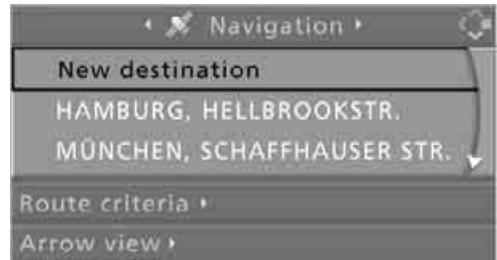 Navigation
New destination
HAMBURG, HELLBROOKSTR.
MÜNCHEN, SCHAFFHAUSER STR.
Route criteria
Arrow view